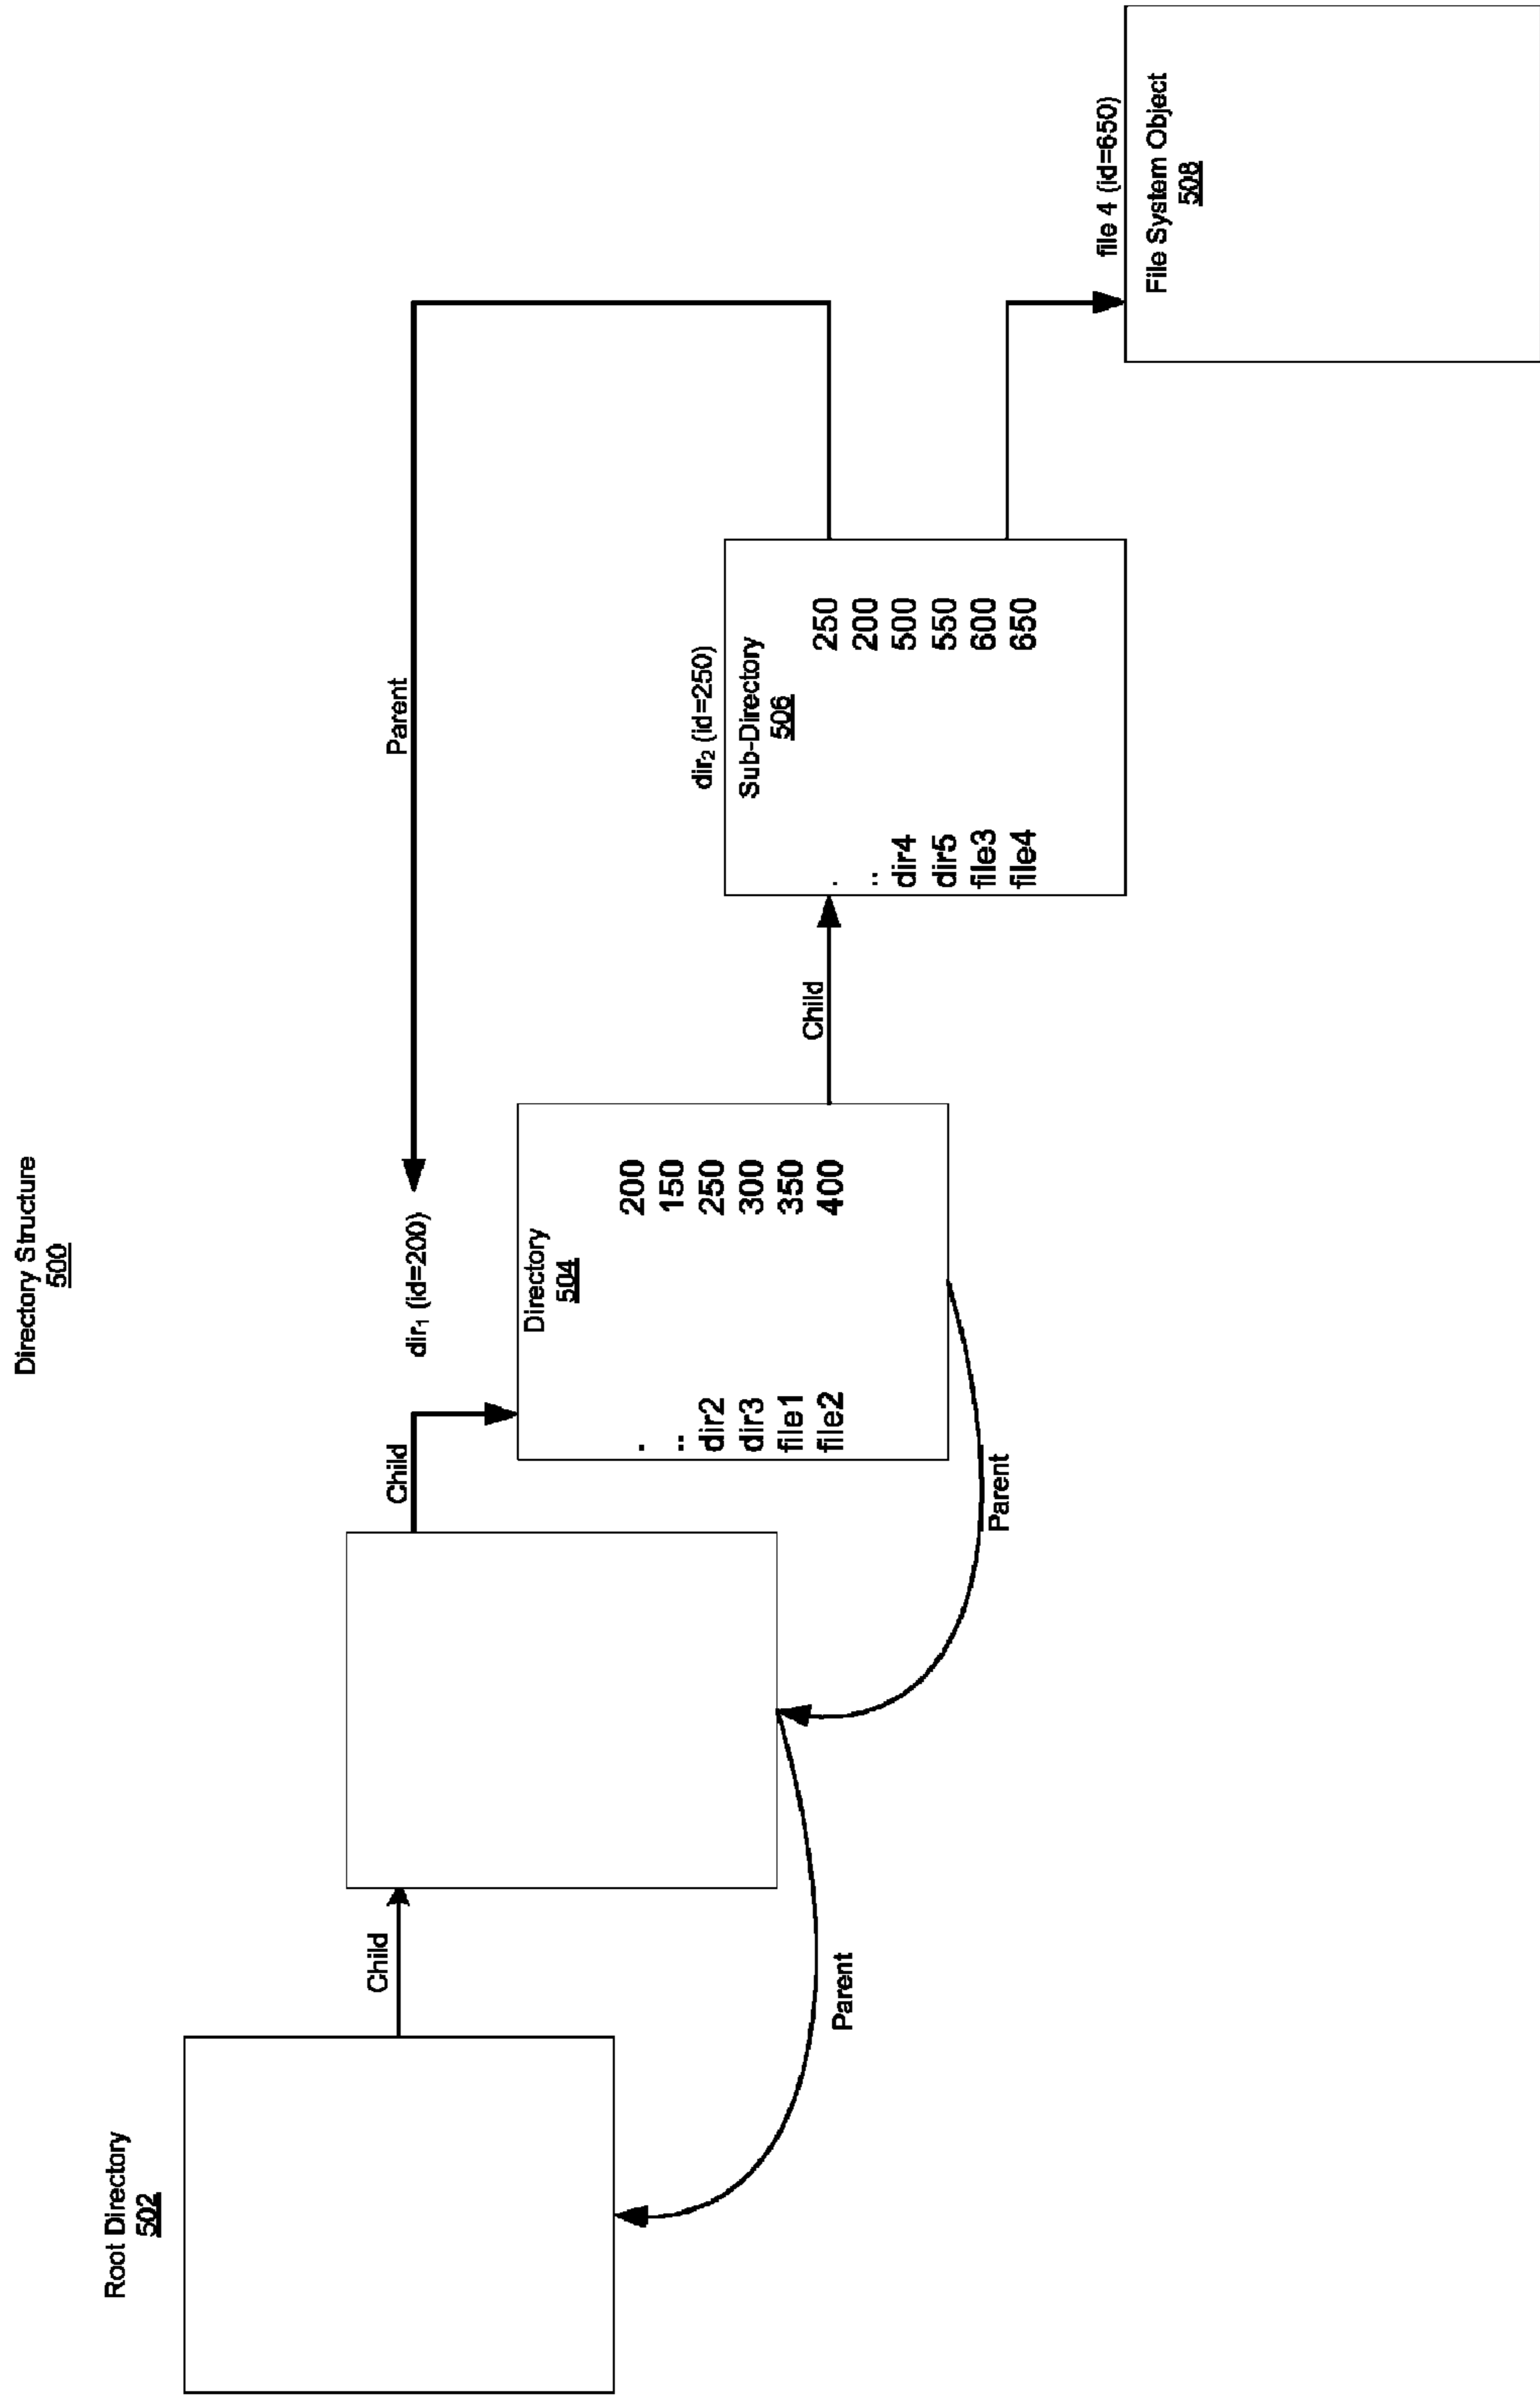 Directory Structure
500
Root Directory
502
Child
Parent
Child
Parent
dir₁ (id=200)
Directory
504
. 200
.. 150
dir2 250
dir3 300
file1 350
file2 400
Child
Parent
dir₂ (id=250)
Sub-Directory
506
. 250
.. 200
dir4 500
dir5 550
file3 600
file4 650
file 4 (id=650)
File System Object
508